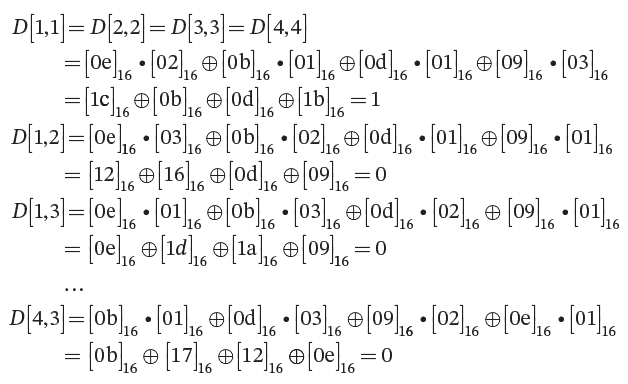 D[1,1]= D[2,2]= D[3,3]= D[4,4]
=[0e]₁₆ •[02]₁₆⊕[0b]₁₆ •[01]₁₆⊕[0d]₁₆ •[01]₁₆⊕[09]₁₆ •[03]₁₆
=[1c]₁₆⊕[0b]₁₆⊕[0d]₁₆⊕[1b]₁₆=1
D[1,2]=[0e]₁₆ •[03]₁₆⊕[0b]₁₆ •[02]₁₆⊕[0d]₁₆ •[01]₁₆⊕[09]₁₆ •[01]₁₆
= [12]₁₆⊕[16]₁₆⊕[0d]₁₆⊕[09]₁₆=0
D[1,3]=[0e]₁₆ •[01]₁₆⊕[0b]₁₆ •[03]₁₆⊕[0d]₁₆ •[02]₁₆⊕[09]₁₆ •[01]₁₆
= [0e]₁₆⊕[1d]₁₆⊕[1a]₁₆⊕[09]₁₆=0
...
D[4,3]=[0b]₁₆ •[01]₁₆⊕[0d]₁₆ •[03]₁₆⊕[09]₁₆ •[02]₁₆⊕[0e]₁₆ •[01]₁₆
= [0b]₁₆⊕[17]₁₆⊕[12]₁₆⊕[0e]₁₆=0